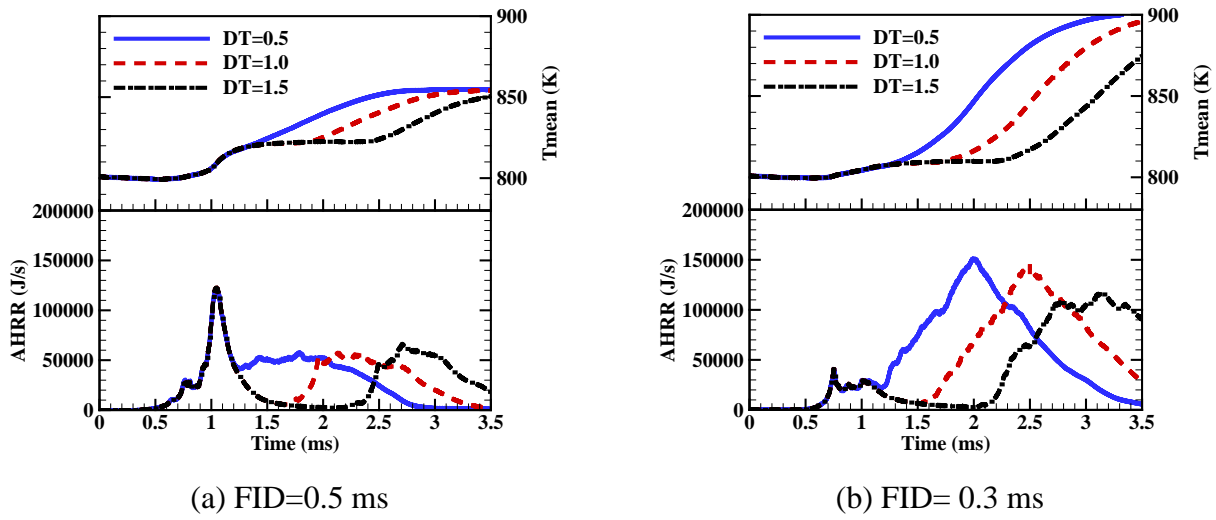 900
850
800
Tmean (K)
DT=0.5
DT=1.0
DT=1.5
200000
150000
100000
50000
0
AHRR (J/s)
0 0.5 1 1.5 2 2.5 3 3.5
Time (ms)
(a) FID=0.5 ms
900
850
800
Tmean (K)
DT=0.5
DT=1.0
DT=1.5
200000
150000
100000
50000
0
AHRR (J/s)
0 0.5 1 1.5 2 2.5 3 3.5
Time (ms)
(b) FID= 0.3 ms